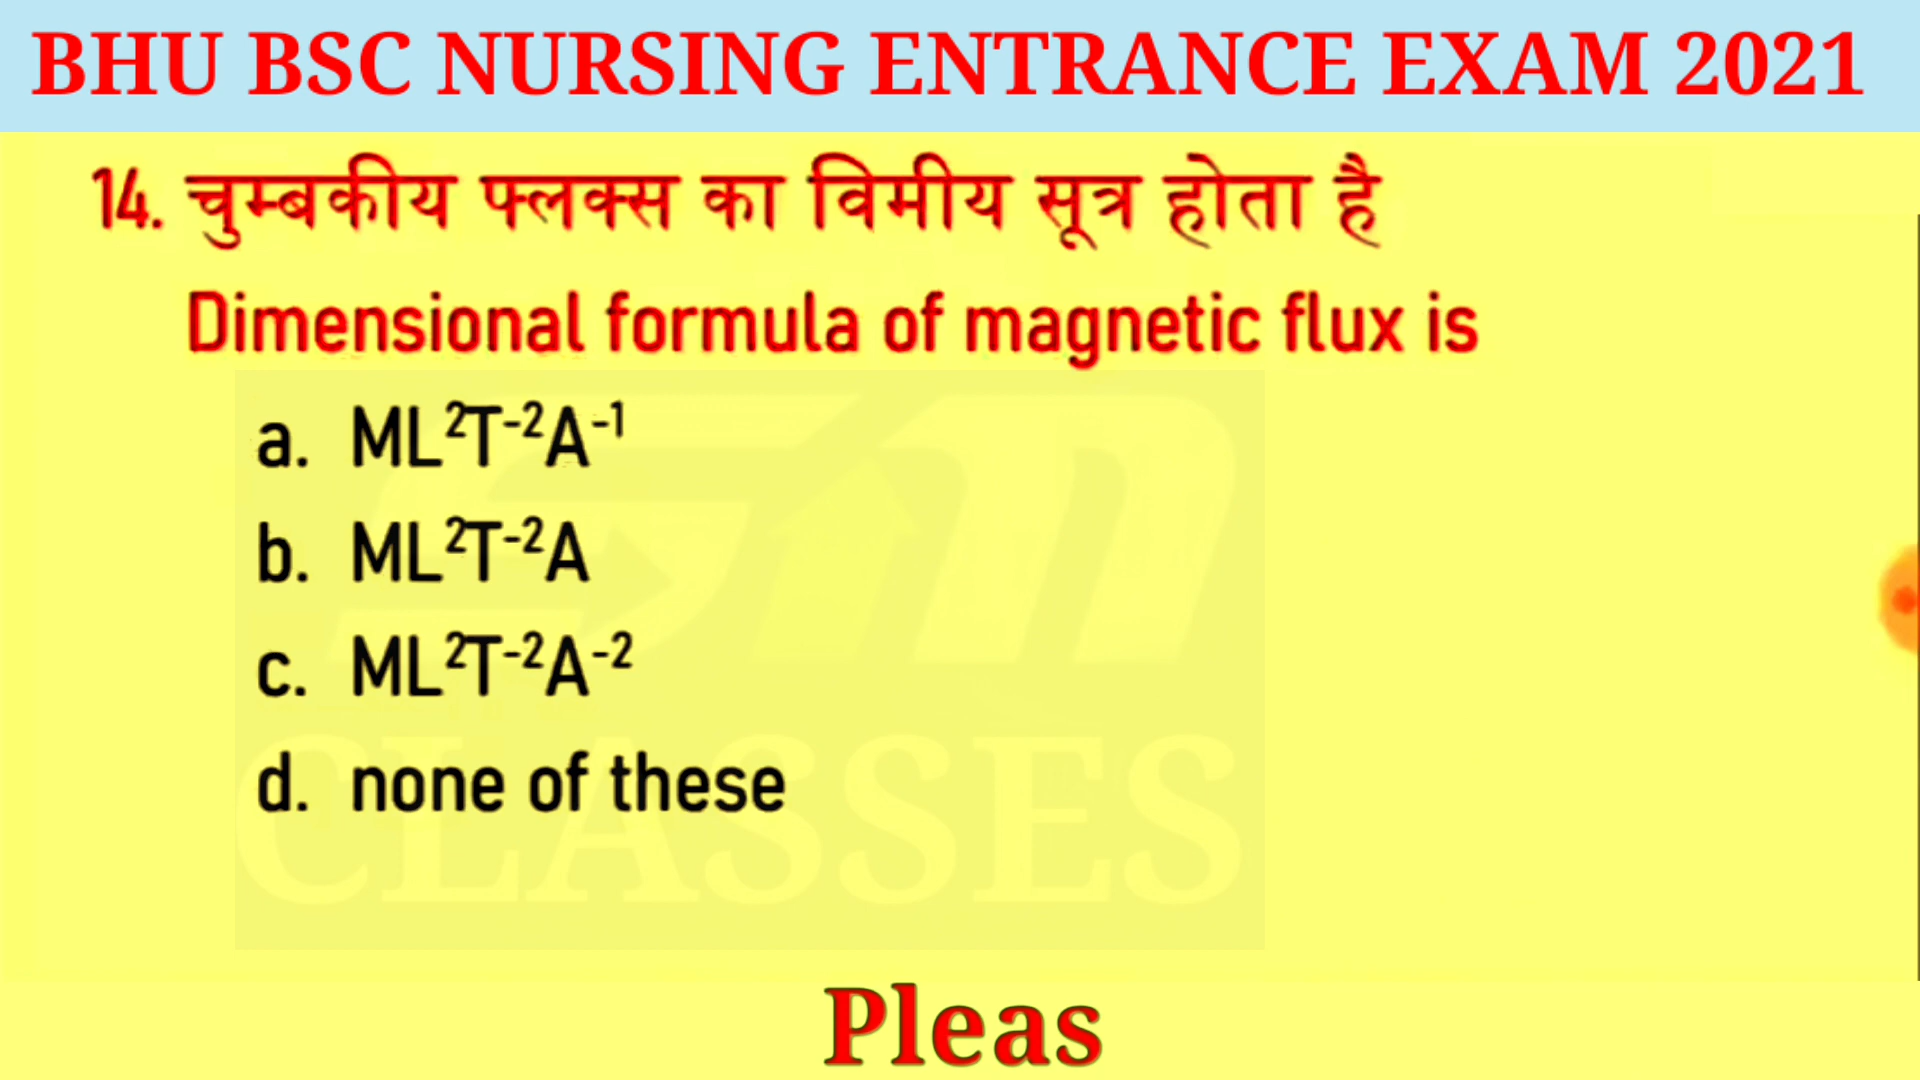 BHU BSC NURSING ENTRANCE EXAM 2021
14. चुम्बकीय फ्लक्स का विमीय सूत्र होता है
Dimensional formula of magnetic flux is
a. ML²T⁻²A⁻¹
b. ML²T⁻²A
c. ML²T⁻²A⁻²
d. none of these
CLASSES
Pleas